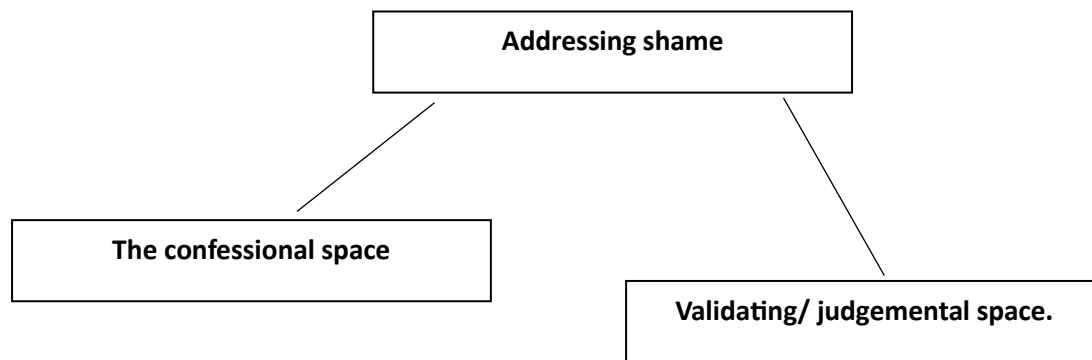 Addressing shame
The confessional space
Validating/ judgemental space.